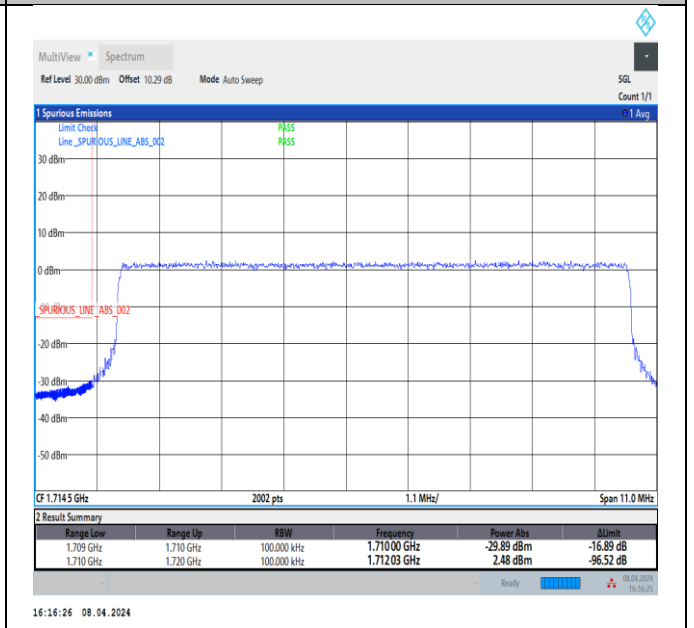 MultiView Spectrum
Ref Level 30.00 dBm Offset 10.29 dB Mode Auto Sweep SGL
Count 1/1
1 Spurious Emissions 1 Avg
Limit Check PASS
Line _SPURIOUS_LINE_ABS_002 PASS
30 dBm
20 dBm
10 dBm
0 dBm
_SPURIOUS_LINE_ABS_002
-20 dBm
-30 dBm
-40 dBm
-50 dBm
CF 1.7145 GHz 2002 pts 1.1 MHz/ Span 11.0 MHz
2 Result Summary
Range Low Range Up RBW Frequency Power Abs ΔLimit
1.709 GHz 1.710 GHz 100.000 kHz 1.71000 GHz -29.89 dBm -16.89 dB
1.710 GHz 1.720 GHz 100.000 kHz 1.71203 GHz 2.48 dBm -96.52 dB
Ready 08.04.2024
16:16:25
16:16:26 08.04.2024